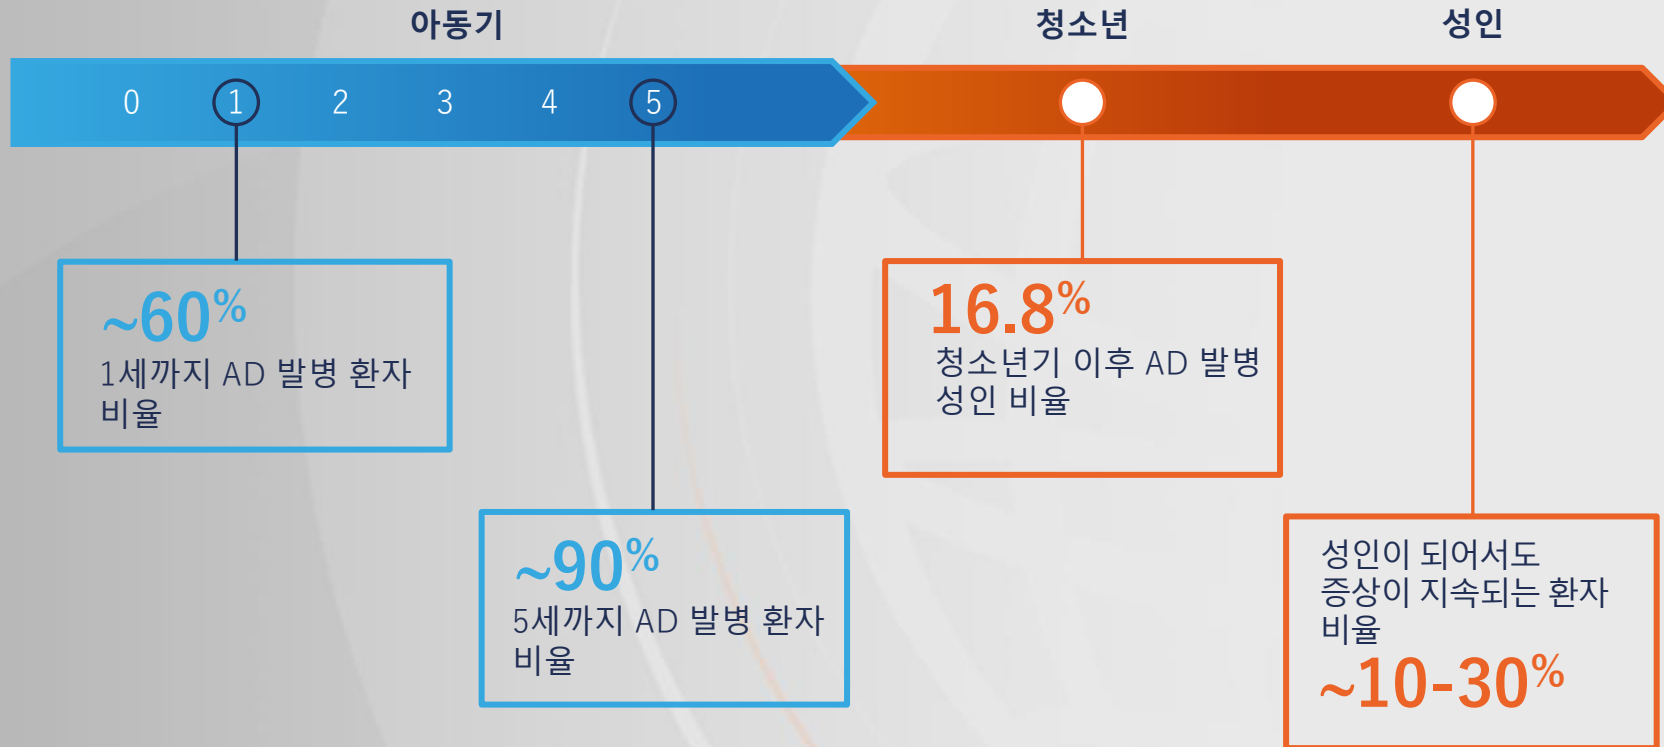 아동기
청소년
성인
0 1 2 3 4 5
~60%
1세까지 AD 발병 환자
비율
~90%
5세까지 AD 발병 환자
비율
16.8%
청소년기 이후 AD 발병
성인 비율
성인이 되어서도
증상이 지속되는 환자
비율
~10-30%